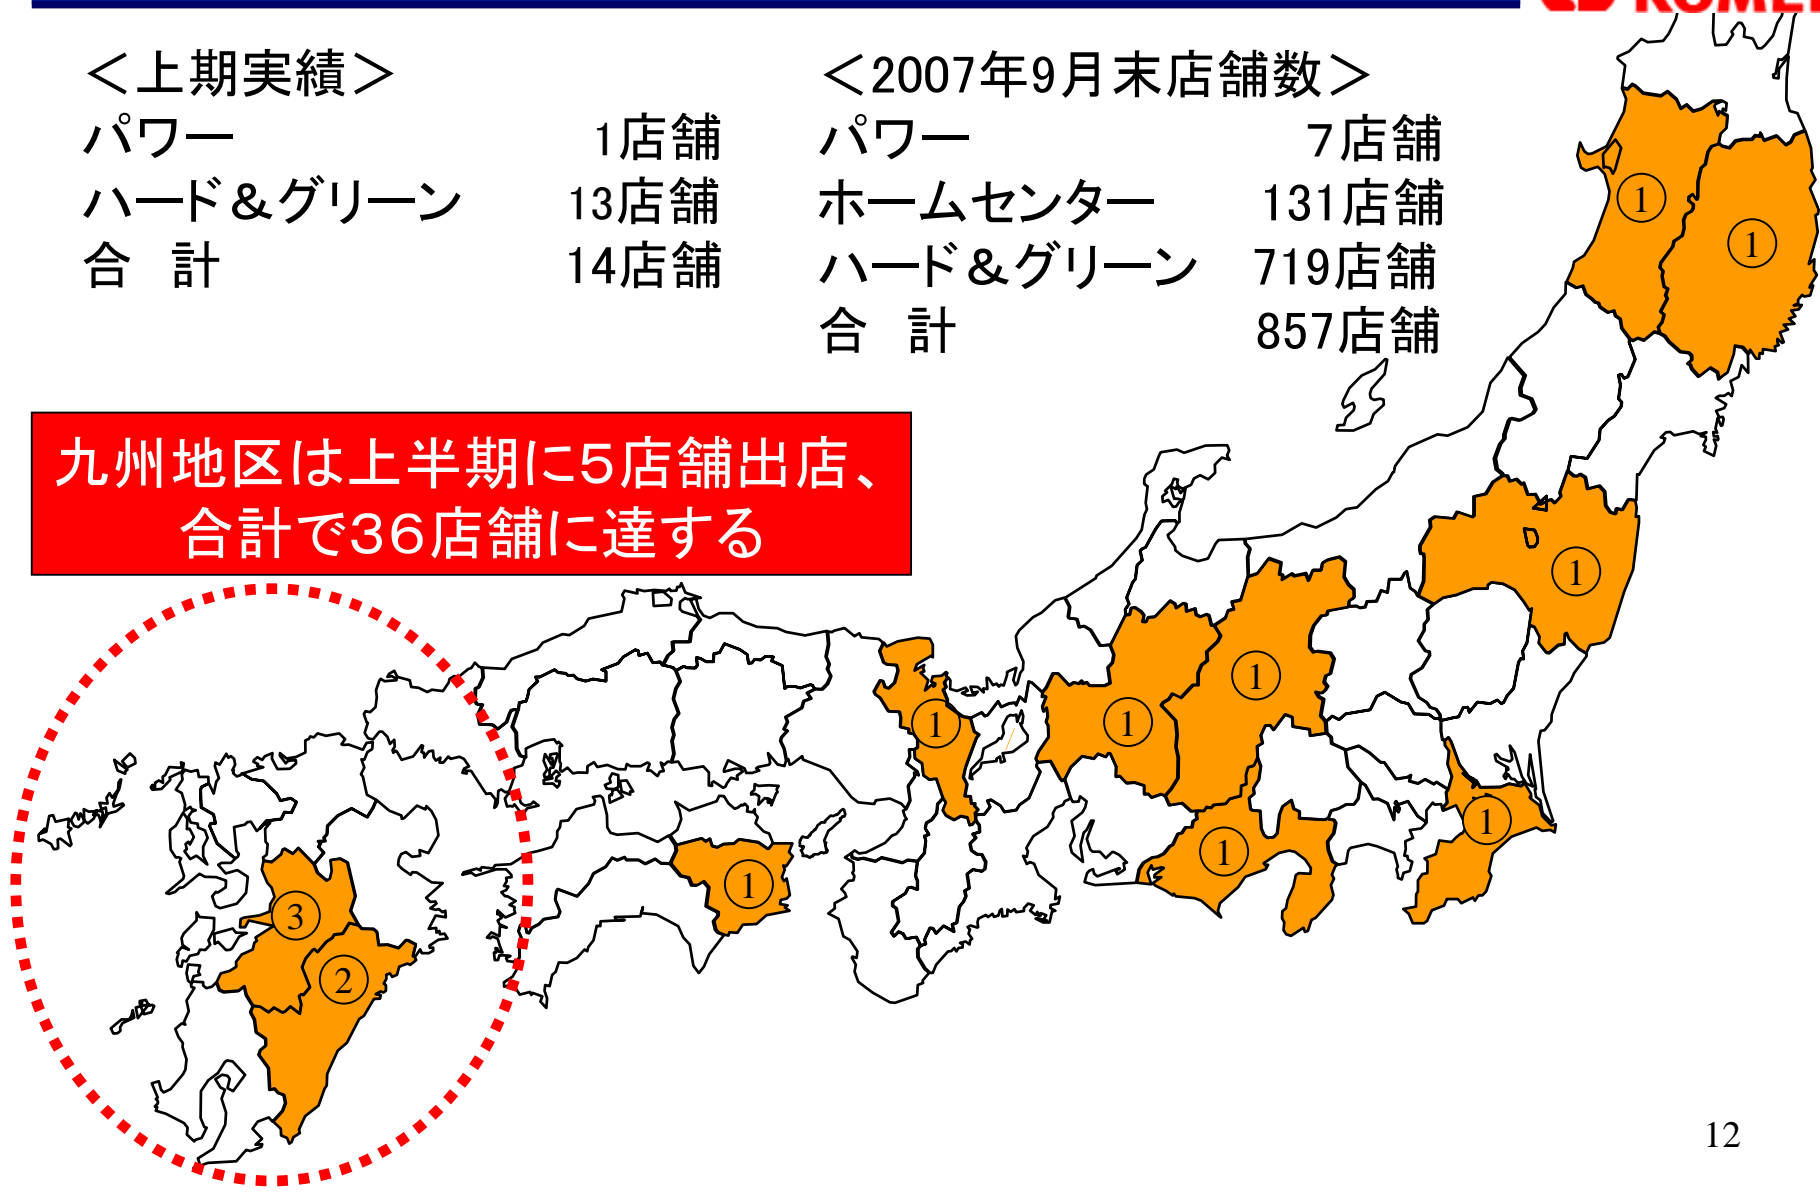 ＜上期実績＞
パワー 1店舗
ハード＆グリーン 13店舗
合　計 14店舗
＜2007年9月末店舗数＞
パワー 7店舗
ホームセンター 131店舗
ハード＆グリーン 719店舗
合　計 857店舗
九州地区は上半期に５店舗出店、
合計で３６店舗に達する
①
①
①
①
①
①
①
①
①
③
②
12